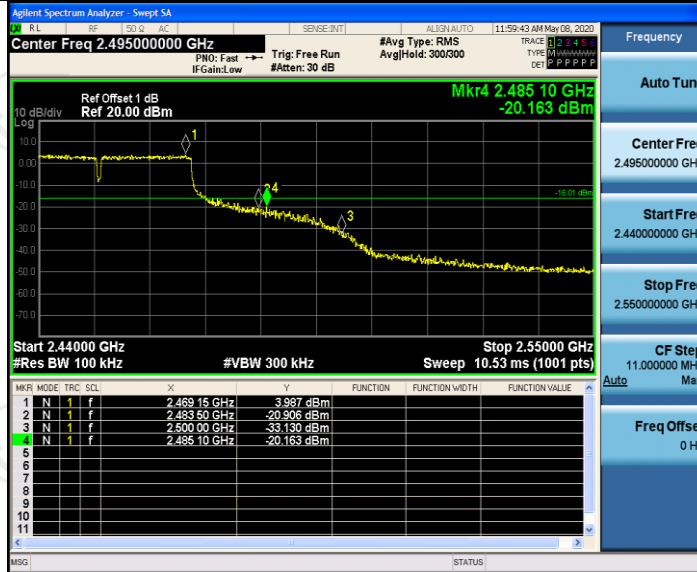 Agilent Spectrum Analyzer - Swept SA
RL RF 50 Ω AC SENSE:INT ALIGN AUTO 11:59:43 AM May 08, 2020
Center Freq 2.495000000 GHz
PNO: Fast
IFGain:Low
Trig: Free Run
#Atten: 30 dB
#Avg Type: RMS
Avg|Hold: 300/300
TRACE 1 2 3 4 5 6
TYPE M
DET P P P P P P
Ref Offset 1 dB
10 dB/div Ref 20.00 dBm
Log
Mkr4 2.485 10 GHz
-20.163 dBm
10.0
0.00
-10.0
-20.0
-30.0
-40.0
-50.0
-60.0
-70.0
1
2 4
3
-16.01 dBm
Start 2.44000 GHz Stop 2.55000 GHz
#Res BW 100 kHz #VBW 300 kHz Sweep 10.53 ms (1001 pts)
MKR MODE TRC SCL X Y FUNCTION FUNCTION WIDTH FUNCTION VALUE
1 N 1 f 2.469 15 GHz 3.987 dBm
2 N 1 f 2.483 50 GHz -20.906 dBm
3 N 1 f 2.500 00 GHz -33.130 dBm
4 N 1 f 2.485 10 GHz -20.163 dBm
5
6
7
8
9
10
11
MSG STATUS
Frequency
Auto Tun
Center Fre
2.495000000 GH
Start Fre
2.440000000 GH
Stop Fre
2.550000000 GH
CF Ste
11.000000 MH
Auto Ma
Freq Offse
0 H